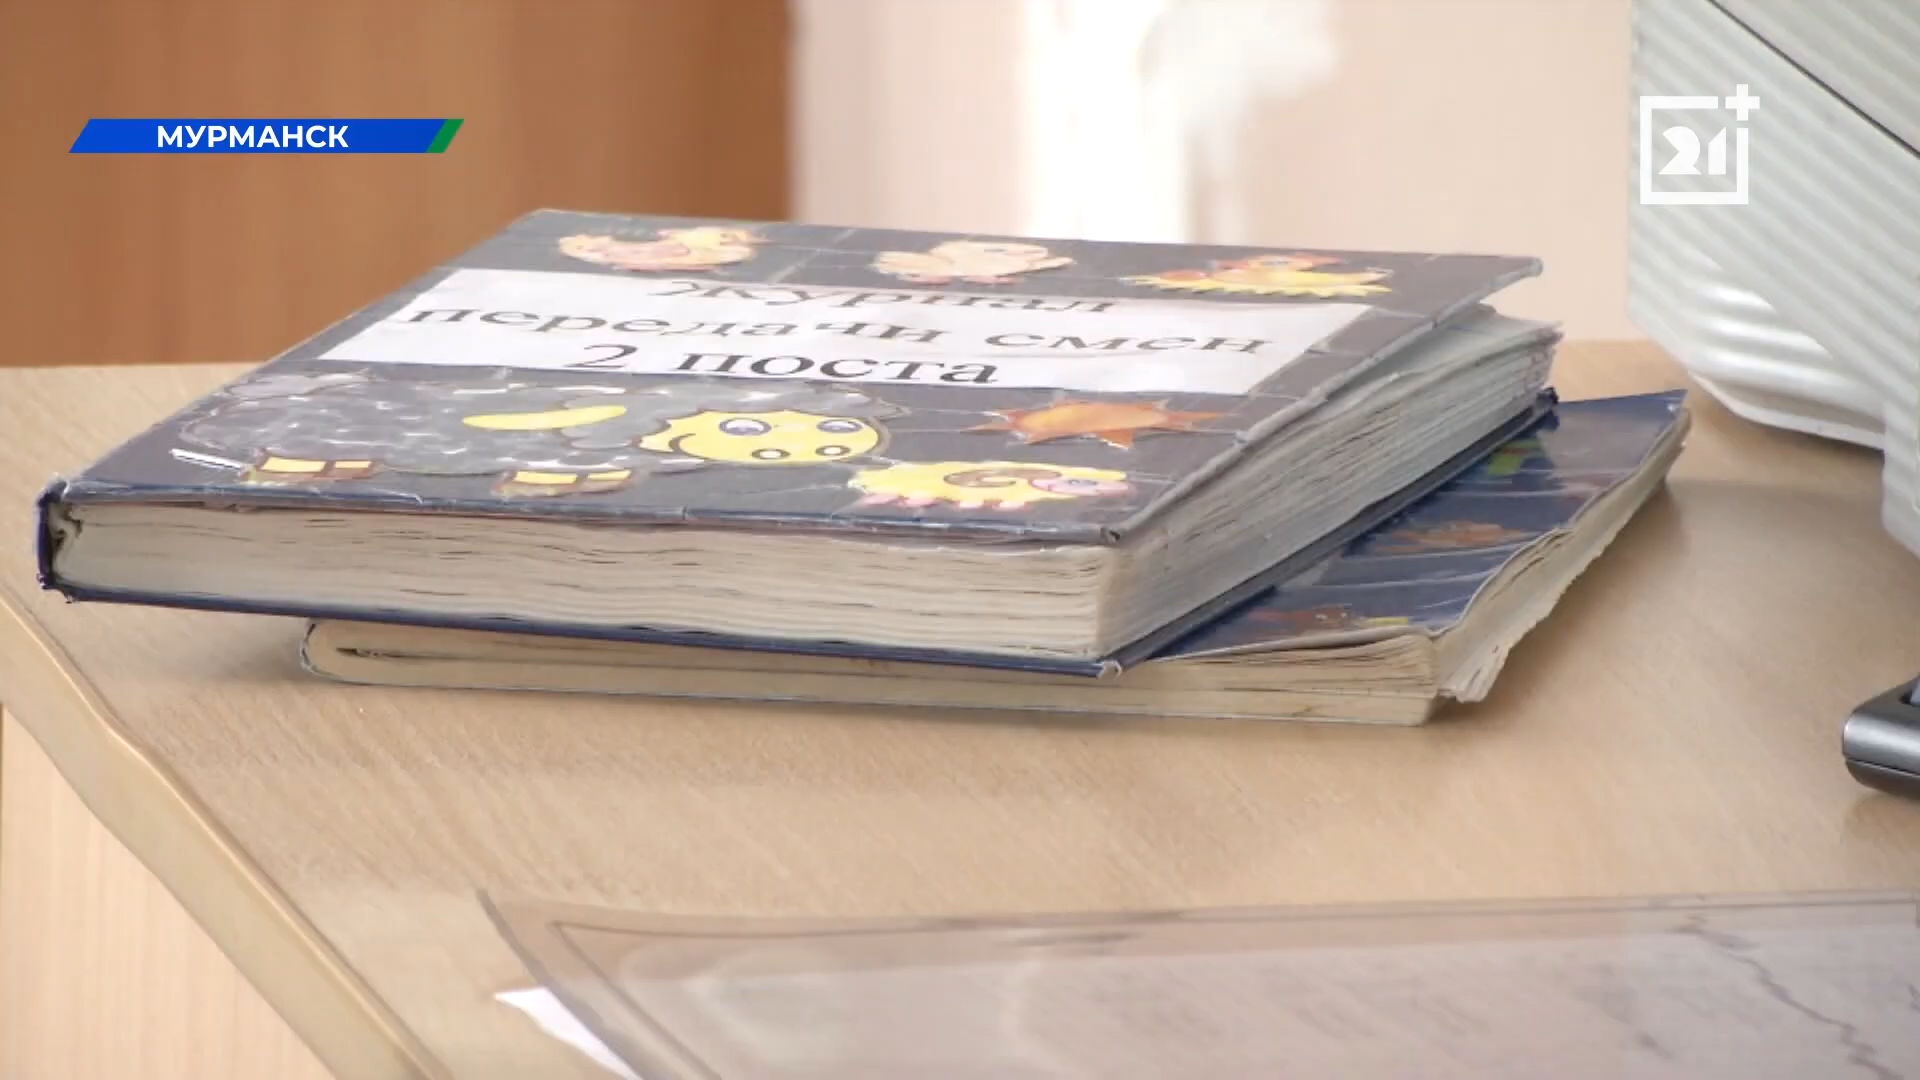 МУРМАНСК
21+
Журнал
передачи смен
2 поста